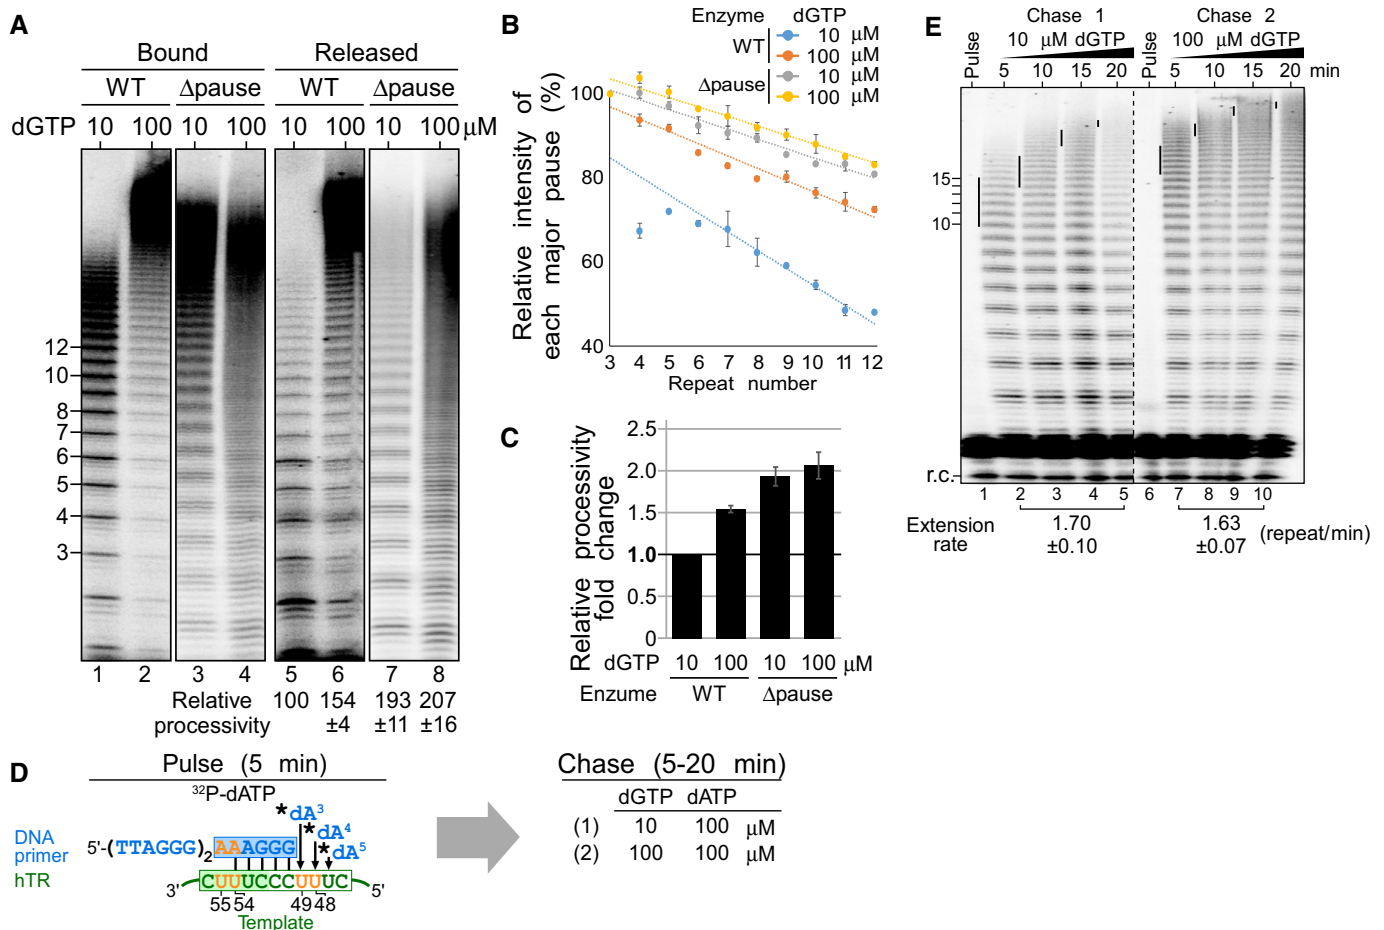 A
Bound Released
WT Δpause WT Δpause
dGTP 10 100 10 100 10 100 10 100 μM
12
10
8
7
6
5
4
3
1 2 3 4 5 6 7 8
Relative processivity 100 154 ±4 193 ±11 207 ±16
B
Enzyme dGTP
WT 10 μM
100 μM
Δpause 10 μM
100 μM
Relative intensity of each major pause (%)
100
80
60
40
3 4 5 6 7 8 9 10 11 12
Repeat number
C
Relative processivity fold change
2.5
2.0
1.5
1.0
0.5
0
dGTP 10 100 10 100 μM
Enzume WT Δpause
D
Pulse (5 min)
32P-dATP
*dA3
*dA4
*dA5
DNA primer 5'-(TTAGGG)2AAAGGG
hTR 3' CUUUCCCUUUC 5'
55 54 49 48
Template
Chase (5-20 min)
dGTP dATP
(1) 10 100 μM
(2) 100 100 μM
E
Chase 1 Chase 2
Pulse 10 μM dGTP Pulse 100 μM dGTP
5 10 15 20 5 10 15 20 min
15
10
r.c.
1 2 3 4 5 6 7 8 9 10
Extension rate 1.70 ±0.10 1.63 ±0.07 (repeat/min)